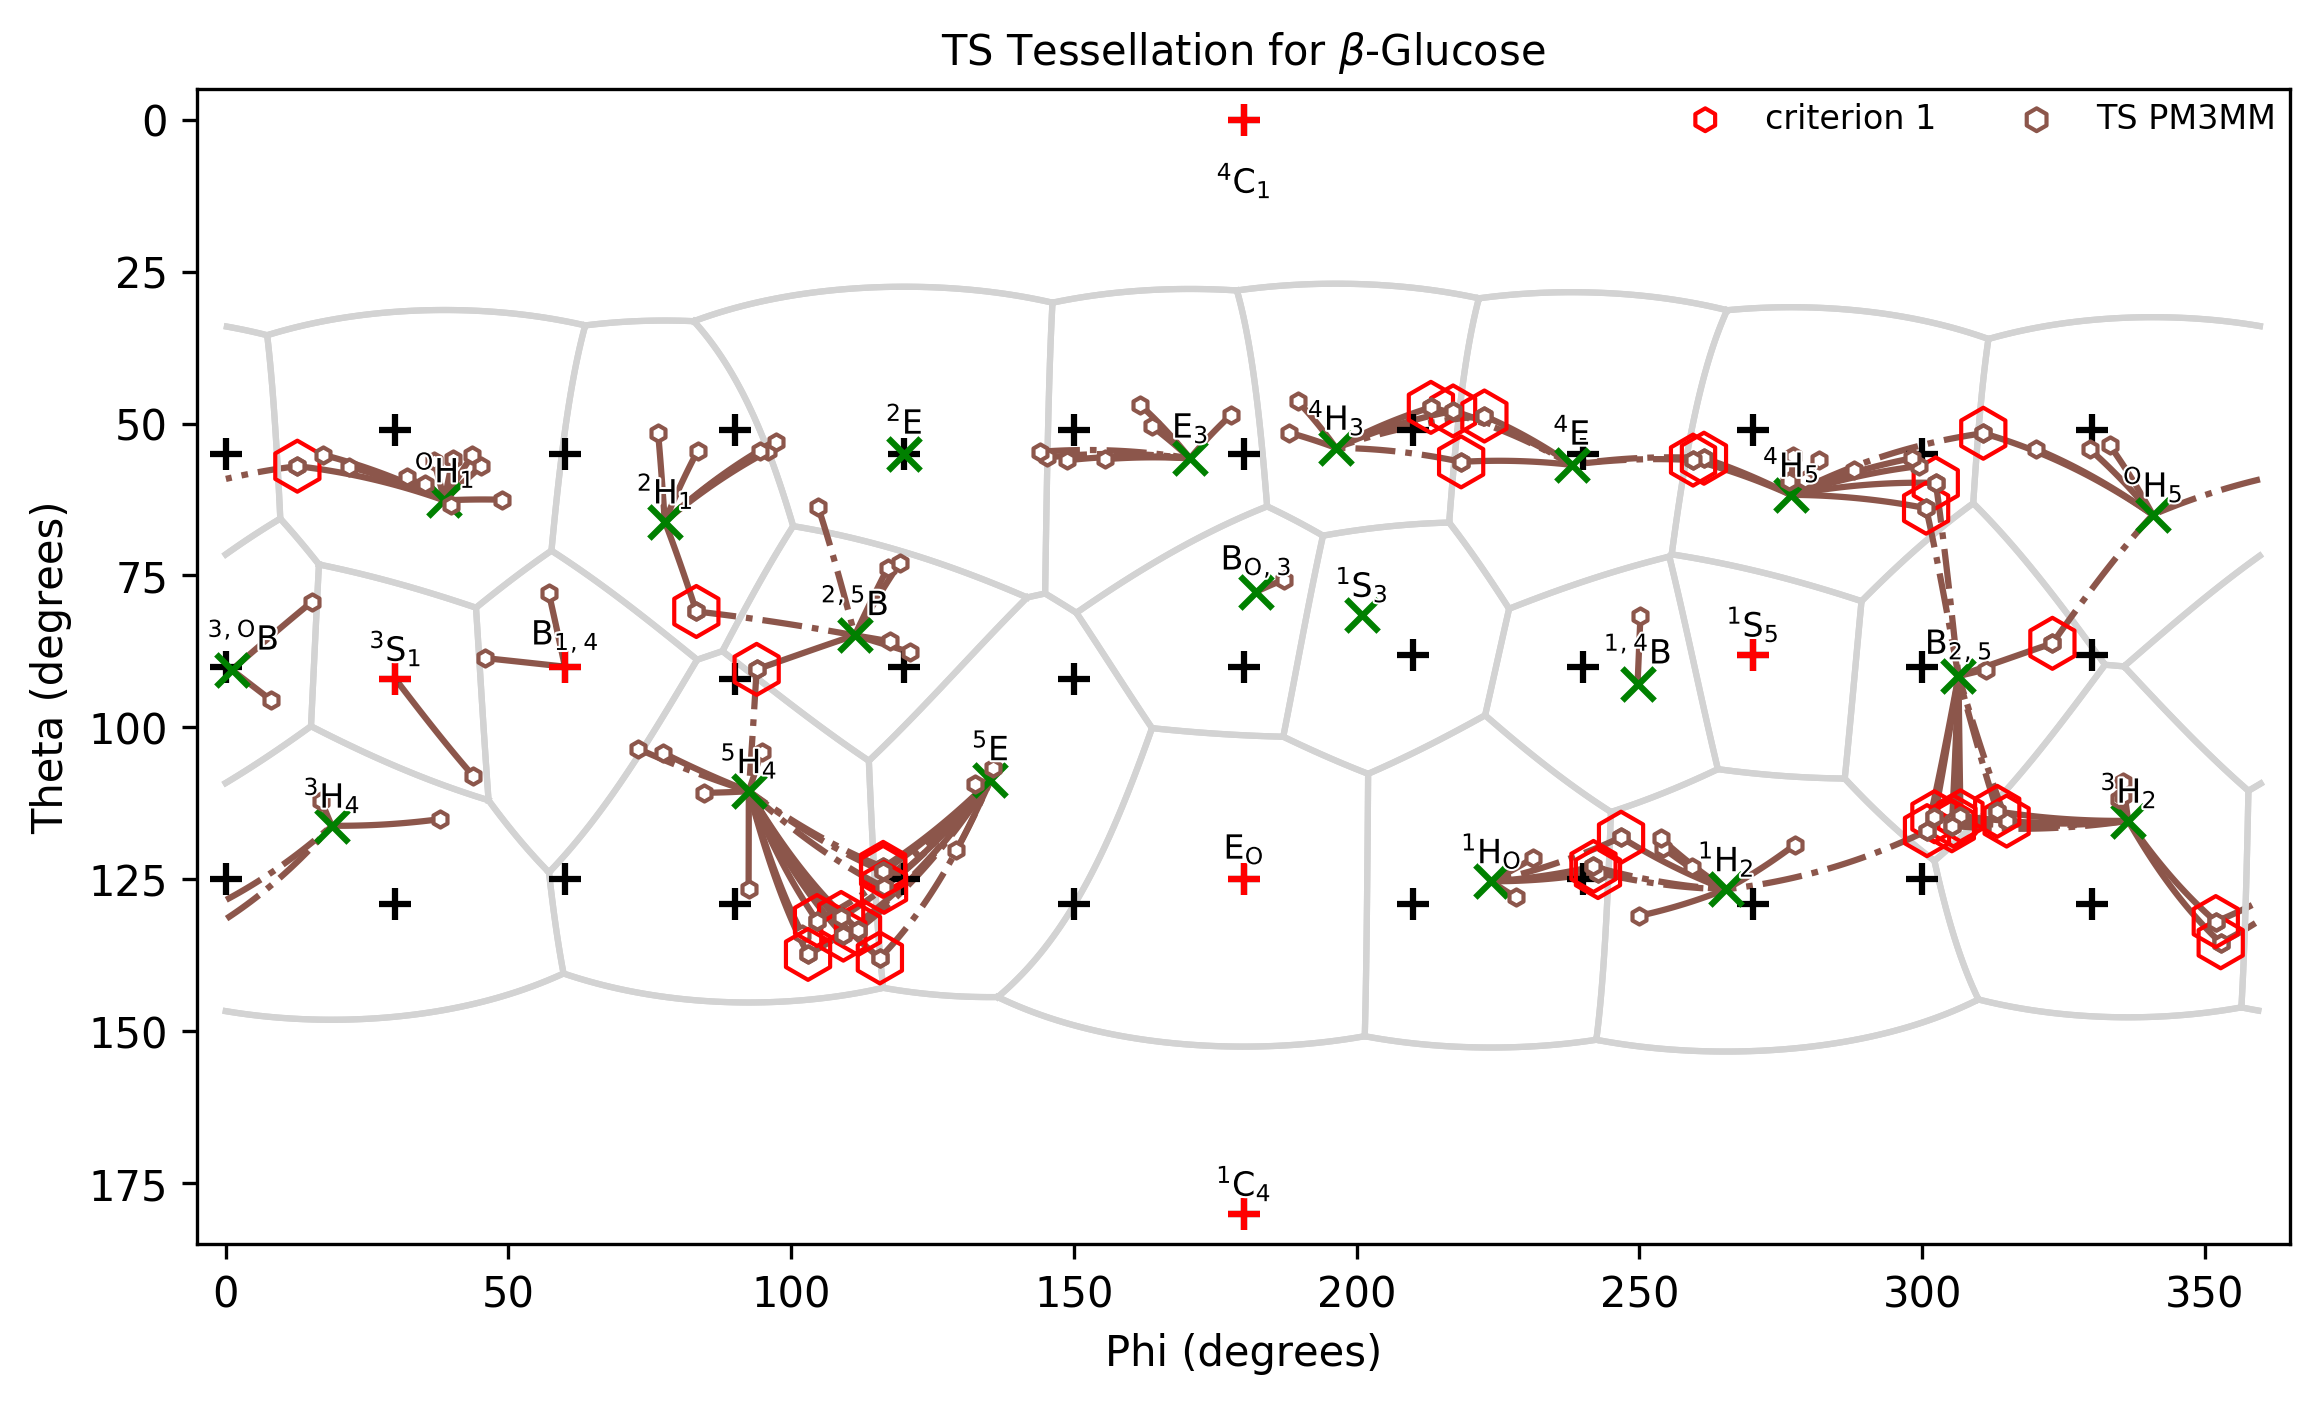 TS Tessellation for β-Glucose
criterion 1
TS PM3MM
Theta (degrees)
0
25
50
75
100
125
150
175
⁴C₁
²E
E₃
⁴H₃
⁴E
ᴼH₁
²H₁
⁴H₅
ᴼH₅
B_O,3
¹S₃
²,⁵B
³,ᴼB
³S₁
B₁,₄
¹,⁴B
¹S₅
B₂,₅
⁵H₄
⁵E
³H₄
³H₂
E_O
¹H_O
¹H₂
¹C₄
0
50
100
150
200
250
300
350
Phi (degrees)